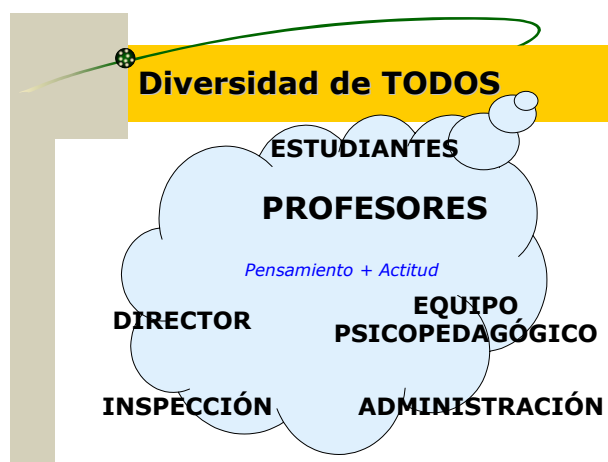 Diversidad de TODOS
ESTUDIANTES
PROFESORES
Pensamiento + Actitud
DIRECTOR
EQUIPO
PSICOPEDAGÓGICO
INSPECCIÓN
ADMINISTRACIÓN